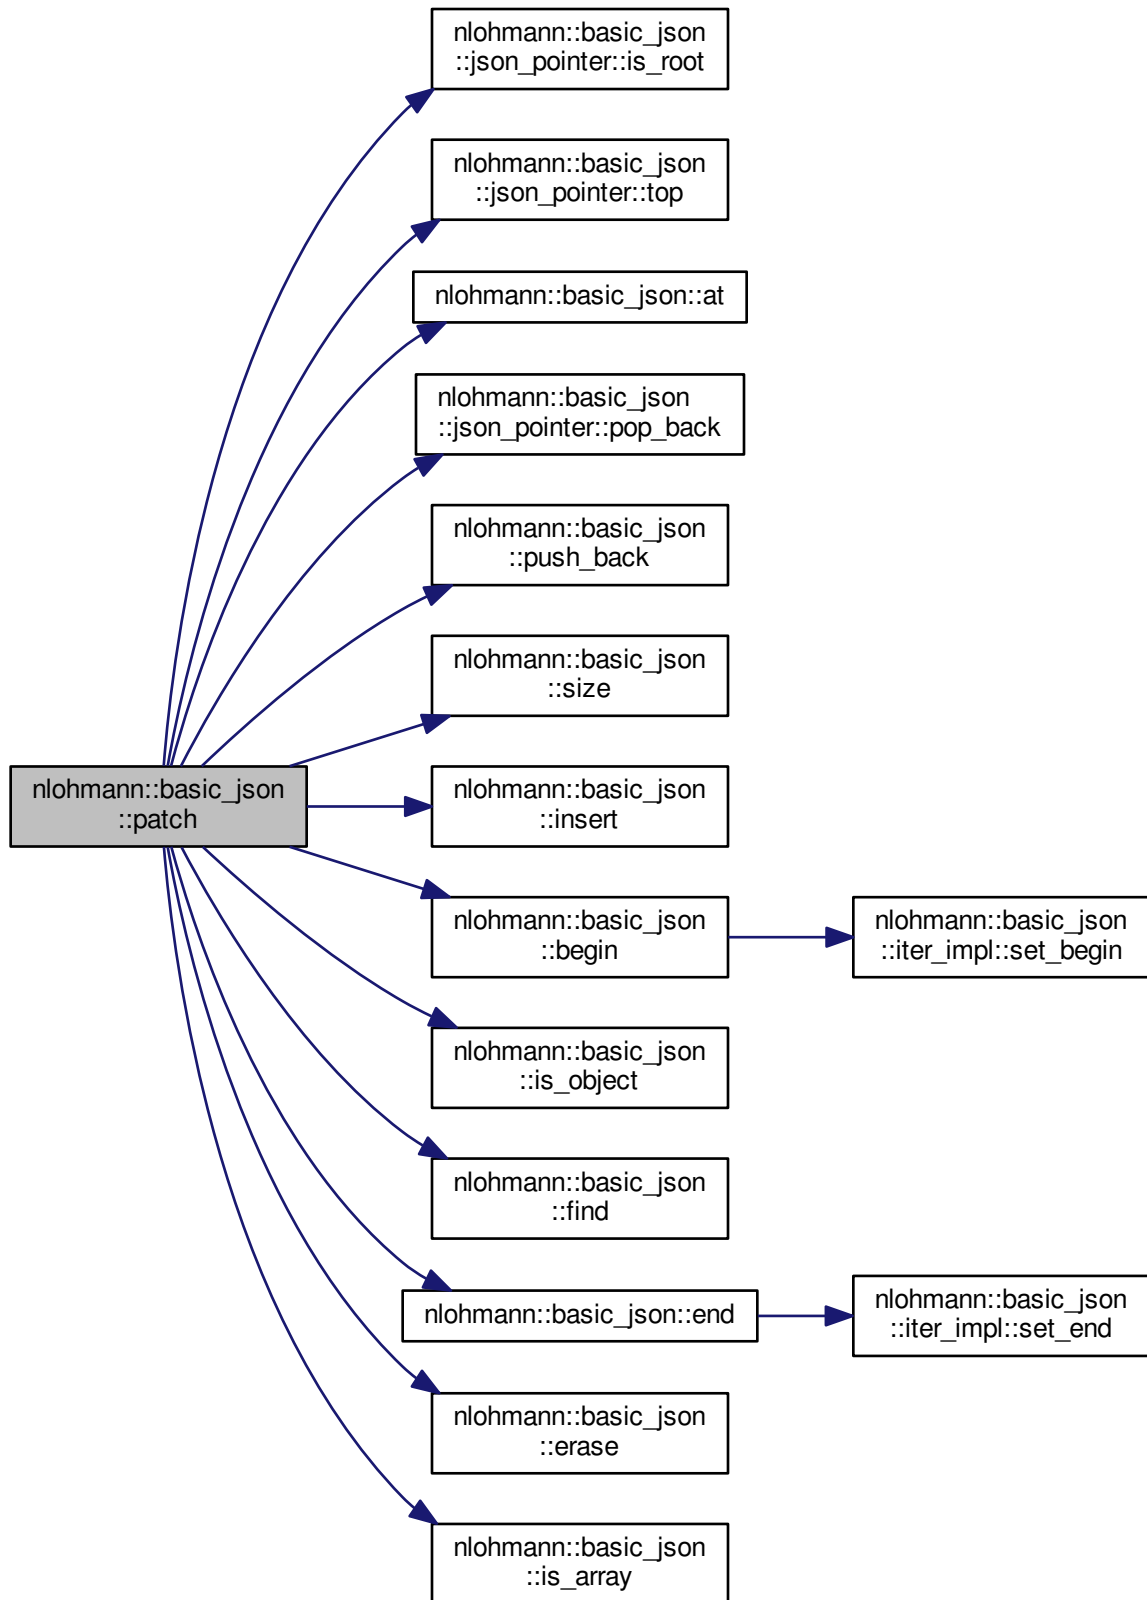 nlohmann::basic_json
::json_pointer::is_root
nlohmann::basic_json
::json_pointer::top
nlohmann::basic_json::at
nlohmann::basic_json
::json_pointer::pop_back
nlohmann::basic_json
::push_back
nlohmann::basic_json
::size
nlohmann::basic_json
::patch
nlohmann::basic_json
::insert
nlohmann::basic_json
::begin
nlohmann::basic_json
::iter_impl::set_begin
nlohmann::basic_json
::is_object
nlohmann::basic_json
::find
nlohmann::basic_json::end
nlohmann::basic_json
::iter_impl::set_end
nlohmann::basic_json
::erase
nlohmann::basic_json
::is_array